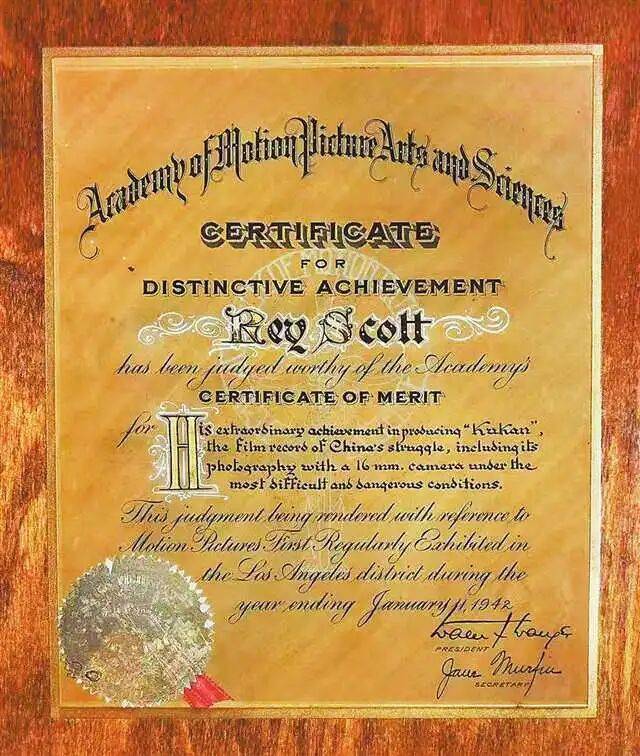 Academy of Motion Picture Arts and Sciences
CERTIFICATE
FOR
DISTINCTIVE ACHIEVEMENT
Rey Scott
has been judged worthy of the Academy's
CERTIFICATE OF MERIT
for His extraordinary achievement in producing "Kukan",
the film record of China's struggle, including its
photography with a 16 mm. camera under the
most difficult and dangerous conditions.
This judgment being rendered with reference to
Motion Pictures First Regularly Exhibited in
the Los Angeles district during the
year ending January 11, 1942
PRESIDENT
Jane Murfin
SECRETARY